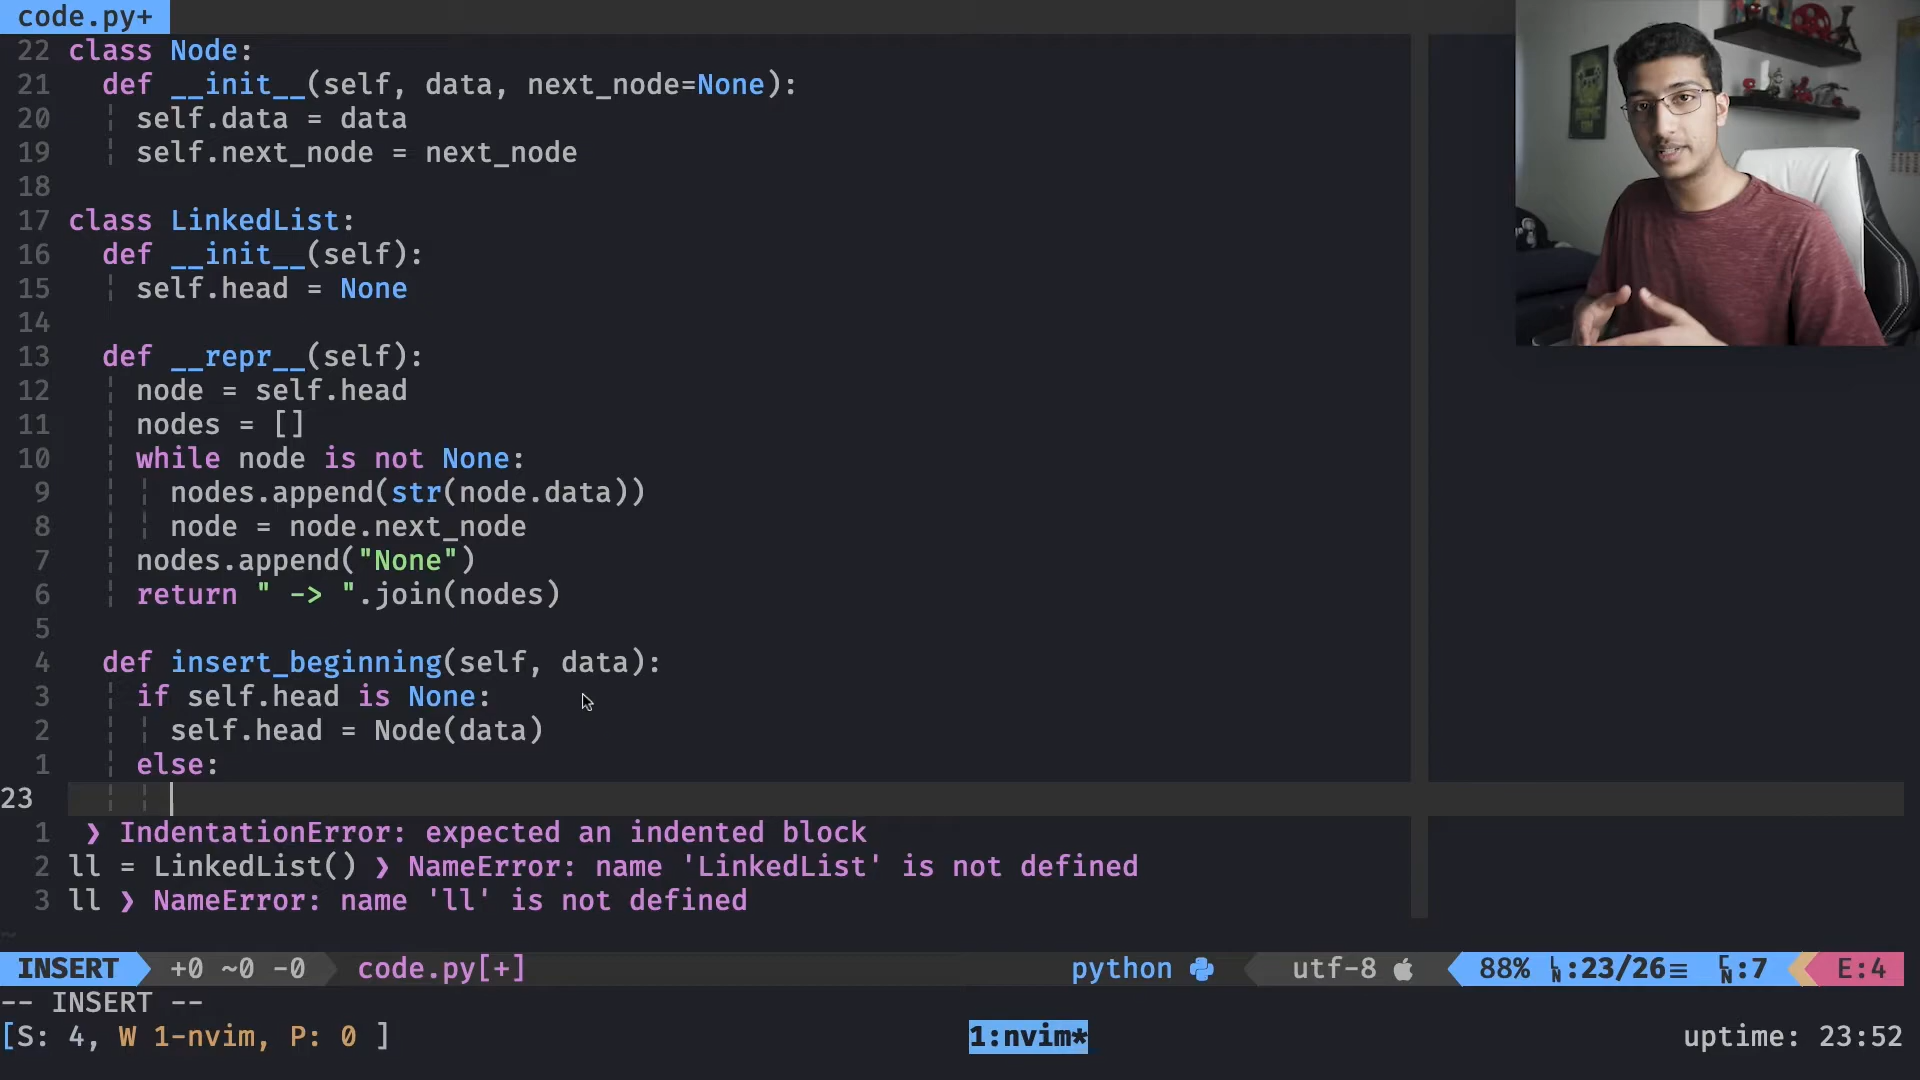 code.py+
22 class Node:
21 def __init__(self, data, next_node=None):
20 self.data = data
19 self.next_node = next_node
18
17 class LinkedList:
16 def __init__(self):
15 self.head = None
14
13 def __repr__(self):
12 node = self.head
11 nodes = []
10 while node is not None:
9 nodes.append(str(node.data))
8 node = node.next_node
7 nodes.append("None")
6 return " -> ".join(nodes)
5
4 def insert_beginning(self, data):
3 if self.head is None:
2 self.head = Node(data)
1 else:
23
1 ❯ IndentationError: expected an indented block
2 ll = LinkedList() ❯ NameError: name 'LinkedList' is not defined
3 ll ❯ NameError: name 'll' is not defined
~
INSERT +0 ~0 -0 code.py[+] python utf-8 88% LN:23/26≡ CN:7 E:4
-- INSERT --
[S: 4, W 1-nvim, P: 0 ] 1:nvim* uptime: 23:52